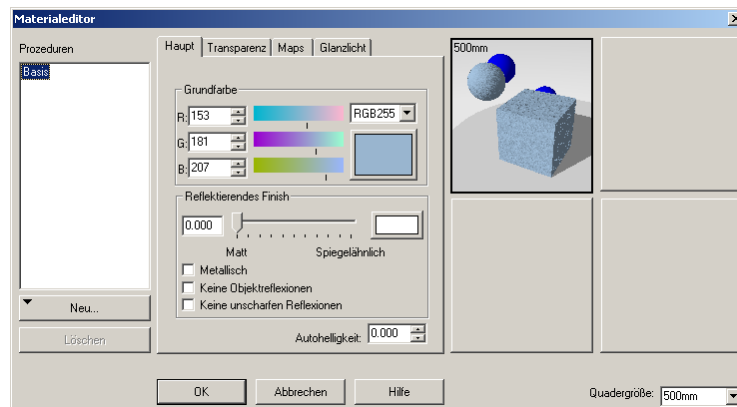 Materialeditor
Prozeduren
Basis
Neu...
Löschen
Haupt Transparenz Maps Glanzlicht
Grundfarbe
R: 153 RGB255
G: 181
B: 207
Reflektierendes Finish
0.000
Matt Spiegelähnlich
Metallisch
Keine Objektreflexionen
Keine unscharfen Reflexionen
Autohelligkeit: 0.000
500mm
OK Abbrechen Hilfe
Quadergröße: 500mm